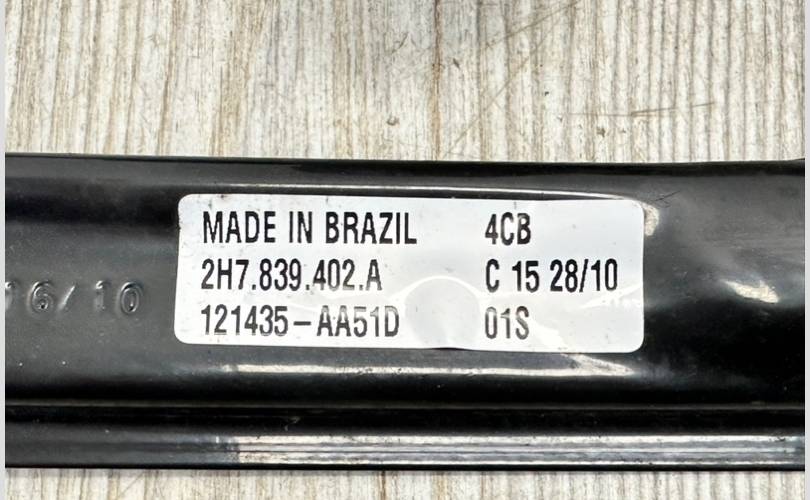 MADE IN BRAZIL 4CB
2H7.839.402.A C 15 28/10
16/10
121435-AA51D 01S